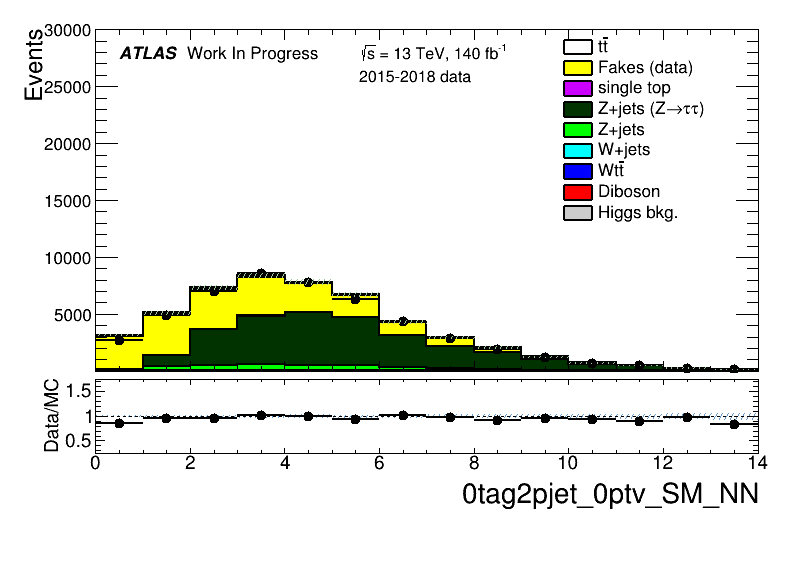 Events
30000
25000
20000
15000
10000
5000
ATLAS Work In Progress
√s = 13 TeV, 140 fb-1
2015-2018 data
tt̅
Fakes (data)
single top
Z+jets (Z→ττ)
Z+jets
W+jets
Wtt̅
Diboson
Higgs bkg.
Data/MC
1.5
1
0.5
0 2 4 6 8 10 12 14
0tag2pjet_0ptv_SM_NN